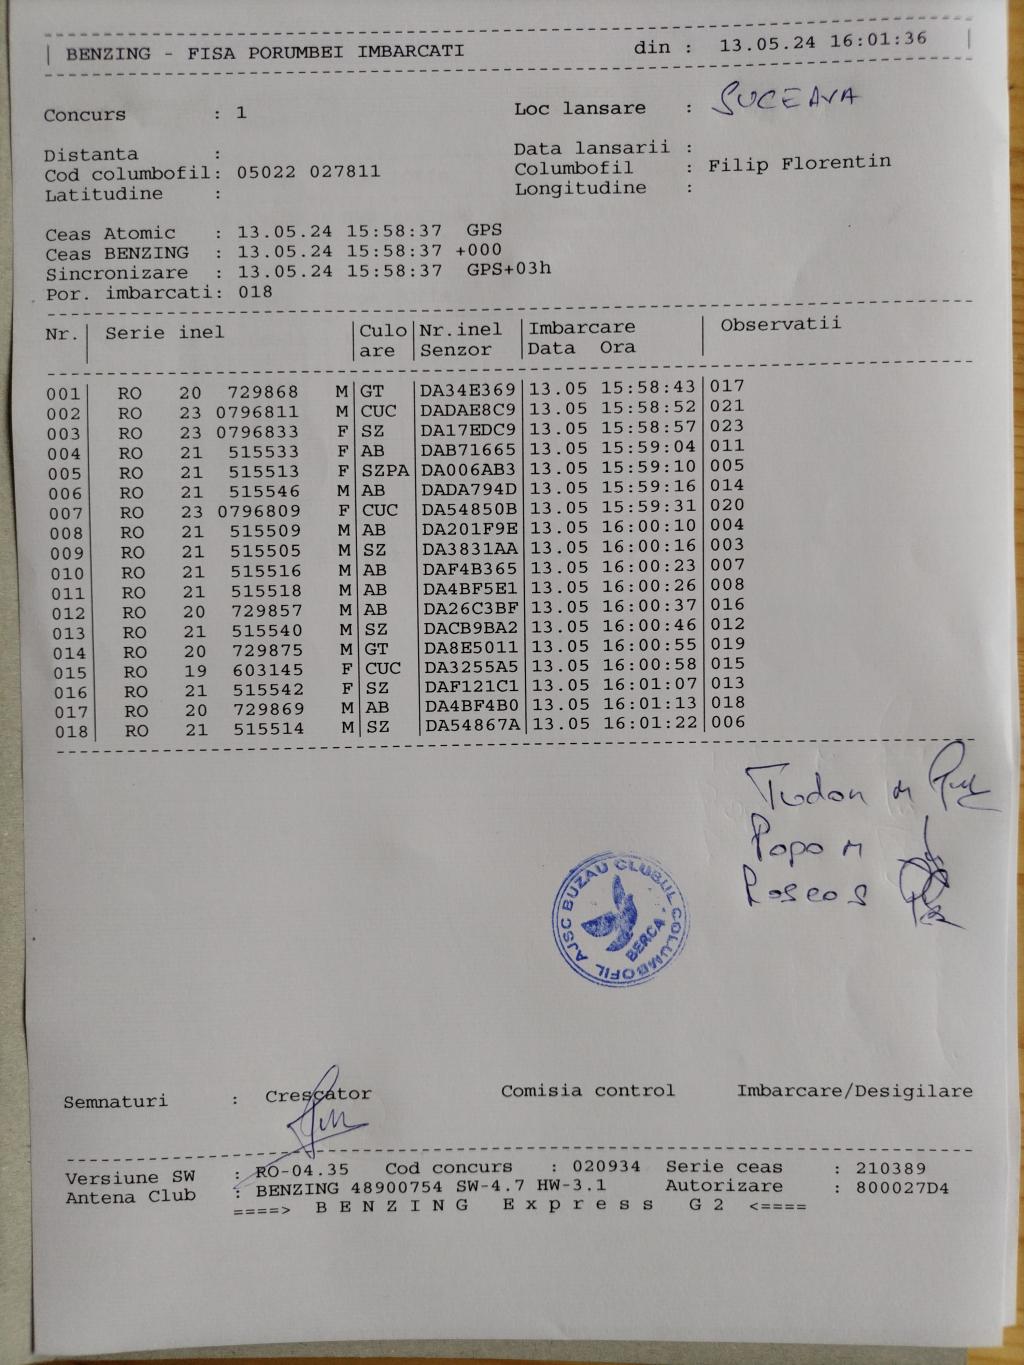 | BENZING - FISA PORUMBEI IMBARCATI din : 13.05.24 16:01:36 |
Concurs : 1 Loc lansare : SUCEAVA
Distanta : Data lansarii :
Cod columbofil: 05022 027811 Columbofil : Filip Florentin
Latitudine : Longitudine :
Ceas Atomic : 13.05.24 15:58:37 GPS
Ceas BENZING : 13.05.24 15:58:37 +000
Sincronizare : 13.05.24 15:58:37 GPS+03h
Por. imbarcati: 018
Nr.| Serie inel |Culo|Nr.inel |Imbarcare | Observatii
| |are |Senzor |Data Ora |
001| RO 20 729868 M|GT |DA34E369|13.05 15:58:43|017
002| RO 23 0796811 M|CUC |DADAE8C9|13.05 15:58:52|021
003| RO 23 0796833 F|SZ |DA17EDC9|13.05 15:58:57|023
004| RO 21 515533 F|AB |DAB71665|13.05 15:59:04|011
005| RO 21 515513 F|SZPA|DA006AB3|13.05 15:59:10|005
006| RO 21 515546 M|AB |DADA794D|13.05 15:59:16|014
007| RO 23 0796809 F|CUC |DA54850B|13.05 15:59:31|020
008| RO 21 515509 M|AB |DA201F9E|13.05 16:00:10|004
009| RO 21 515505 M|SZ |DA3831AA|13.05 16:00:16|003
010| RO 21 515516 M|AB |DAF4B365|13.05 16:00:23|007
011| RO 21 515518 M|AB |DA4BF5E1|13.05 16:00:26|008
012| RO 20 729857 M|AB |DA26C3BF|13.05 16:00:37|016
013| RO 21 515540 M|SZ |DACB9BA2|13.05 16:00:46|012
014| RO 20 729875 M|GT |DA8E5011|13.05 16:00:55|019
015| RO 19 603145 F|CUC |DA3255A5|13.05 16:00:58|015
016| RO 21 515542 F|SZ |DAF121C1|13.05 16:01:07|013
017| RO 20 729869 M|AB |DA4BF4B0|13.05 16:01:13|018
018| RO 21 515514 M|SZ |DA54867A|13.05 16:01:22|006
Tudor
Popo M
AJSC BUZAU CLUBUL COLUMBOFIL
BERCA
Semnaturi : Crescator Comisia control Imbarcare/Desigilare
Versiune SW : RO-04.35 Cod concurs : 020934 Serie ceas : 210389
Antena Club : BENZING 48900754 SW-4.7 HW-3.1 Autorizare : 800027D4
====> B E N Z I N G E x p r e s s G 2 <====